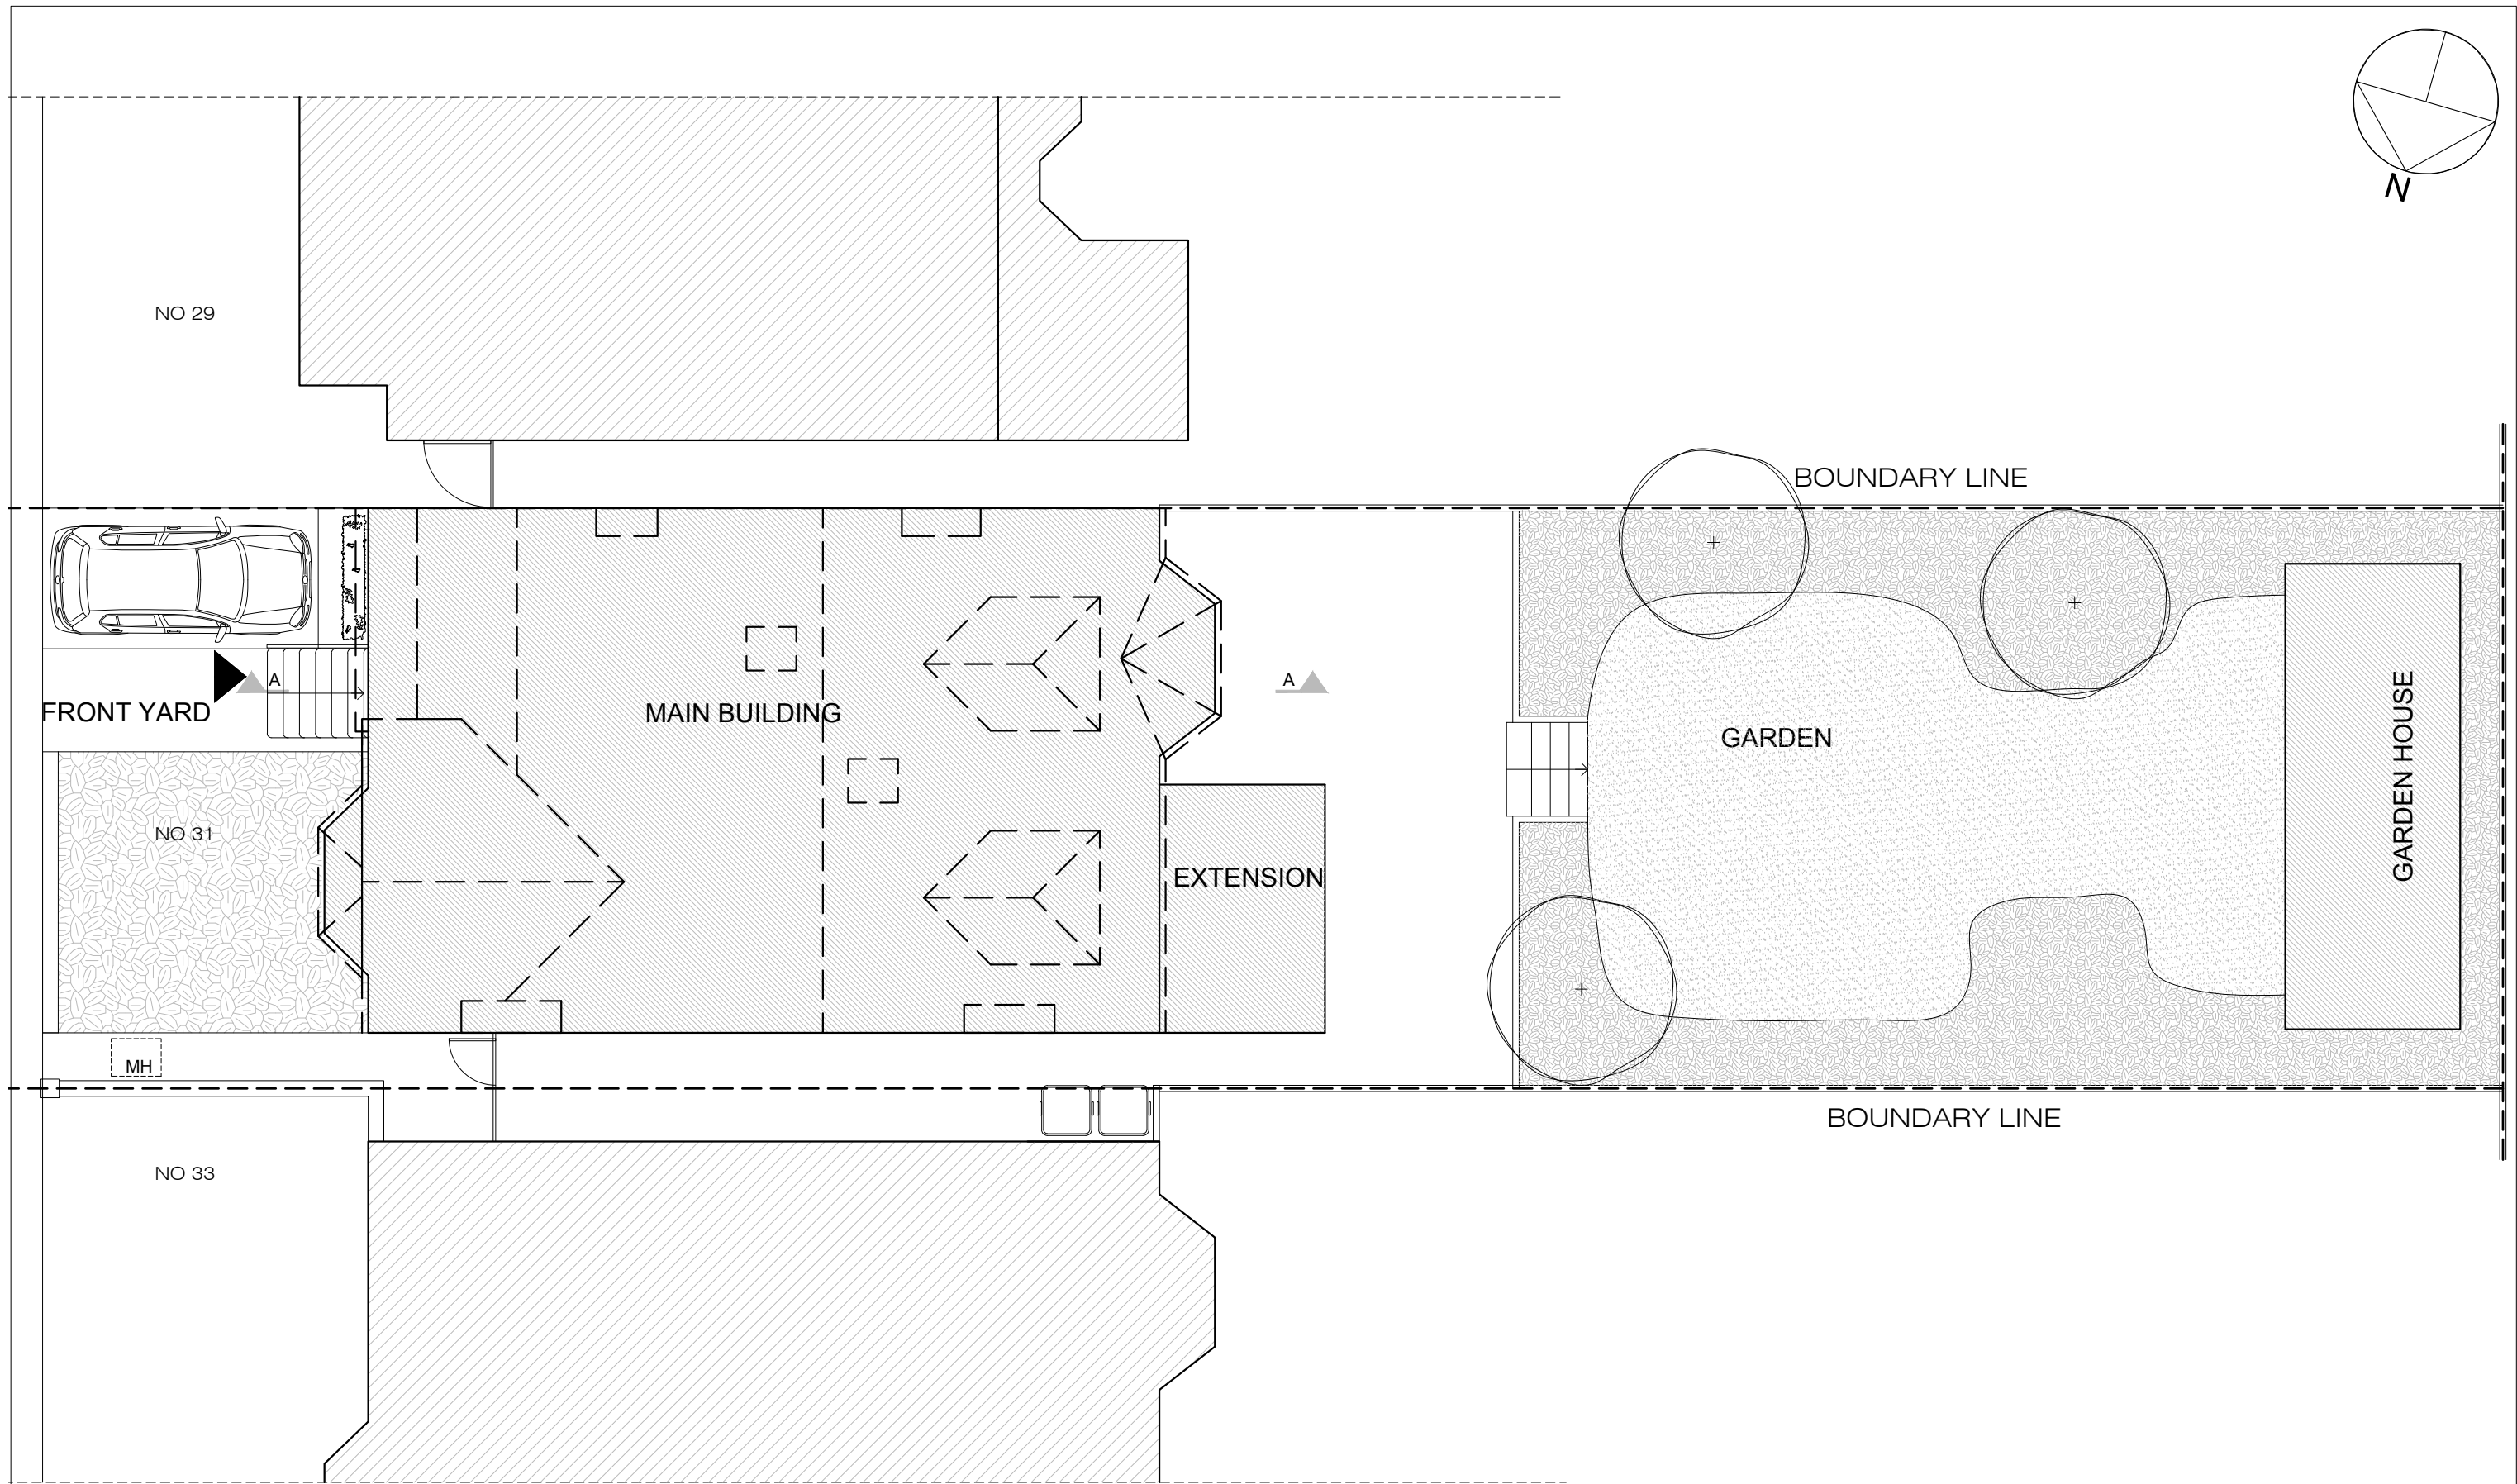 N
NO 29
BOUNDARY LINE
A
A
FRONT YARD
MAIN BUILDING
GARDEN
GARDEN HOUSE
NO 31
EXTENSION
MH
BOUNDARY LINE
NO 33